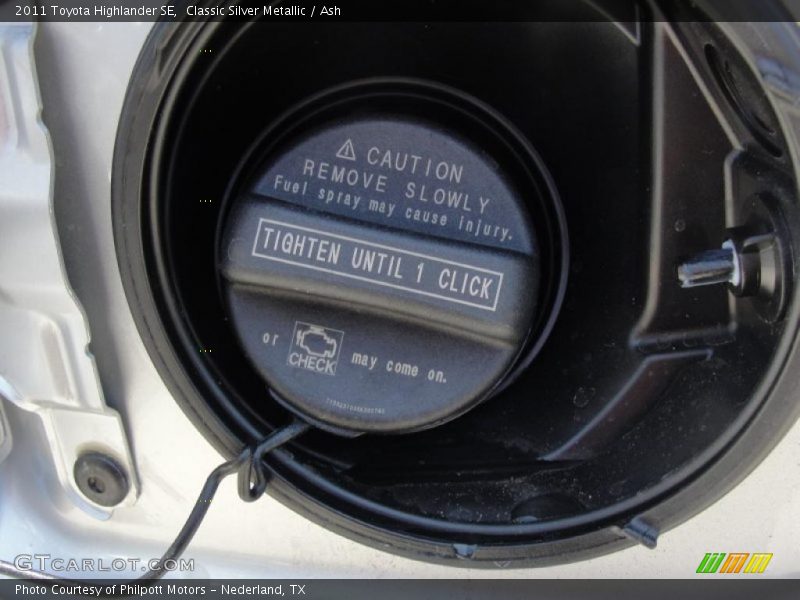 2011 Toyota Highlander SE,  Classic Silver Metallic / Ash
⚠ CAUTION
REMOVE SLOWLY
Fuel spray may cause injury.
TIGHTEN UNTIL 1 CLICK
or CHECK may come on.
GTCARLOT.COM
Photo Courtesy of Philpott Motors - Nederland, TX